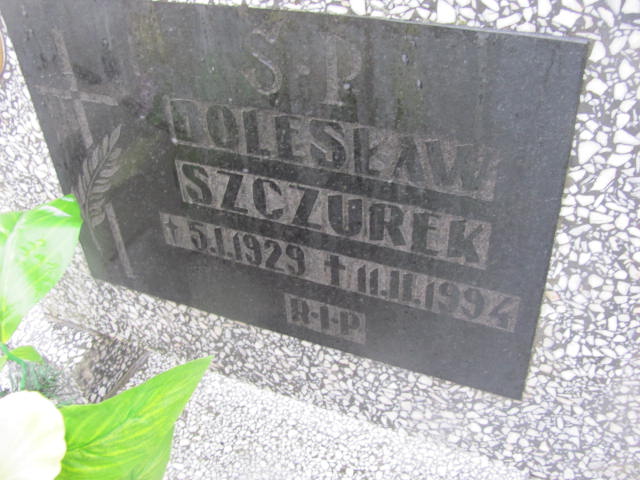 Ś·P
BOLESŁAW
SZCZUREK
✝5.I.1929 ✝11.II.1994
R·I·P